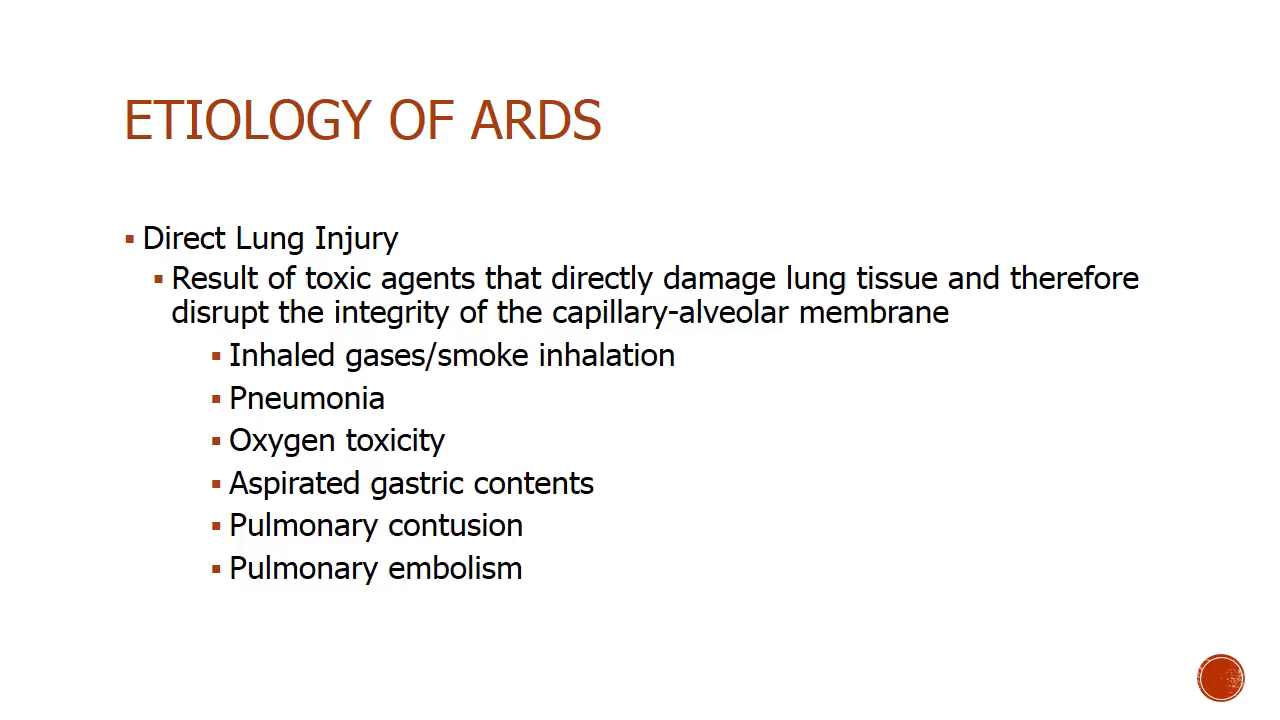 ETIOLOGY OF ARDS
▪ Direct Lung Injury
▪ Result of toxic agents that directly damage lung tissue and therefore
disrupt the integrity of the capillary-alveolar membrane
▪ Inhaled gases/smoke inhalation
▪ Pneumonia
▪ Oxygen toxicity
▪ Aspirated gastric contents
▪ Pulmonary contusion
▪ Pulmonary embolism